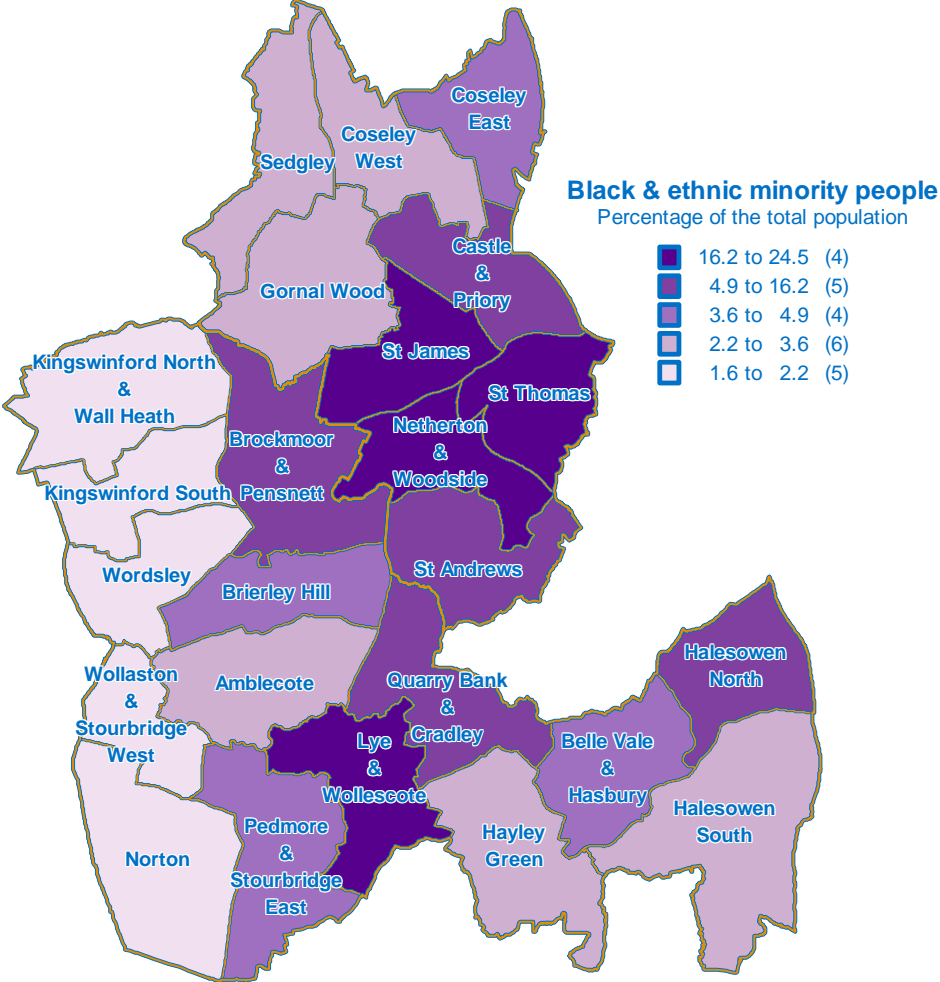 Coseley
East
Coseley
West
Sedgley
Black & ethnic minority people
Percentage of the total population
16.2 to 24.5 (4)
4.9 to 16.2 (5)
3.6 to 4.9 (4)
2.2 to 3.6 (6)
1.6 to 2.2 (5)
Castle
&
Priory
Gornal Wood
St James
Kingswinford North
&
Wall Heath
St Thomas
Netherton
&
Woodside
Brockmoor
&
Pensnett
Kingswinford South
St Andrews
Wordsley
Brierley Hill
Halesowen
North
Wollaston
&
Stourbridge
West
Amblecote
Quarry Bank
&
Cradley
Lye
&
Wollescote
Belle Vale
&
Hasbury
Halesowen
South
Pedmore
&
Stourbridge
East
Hayley
Green
Norton